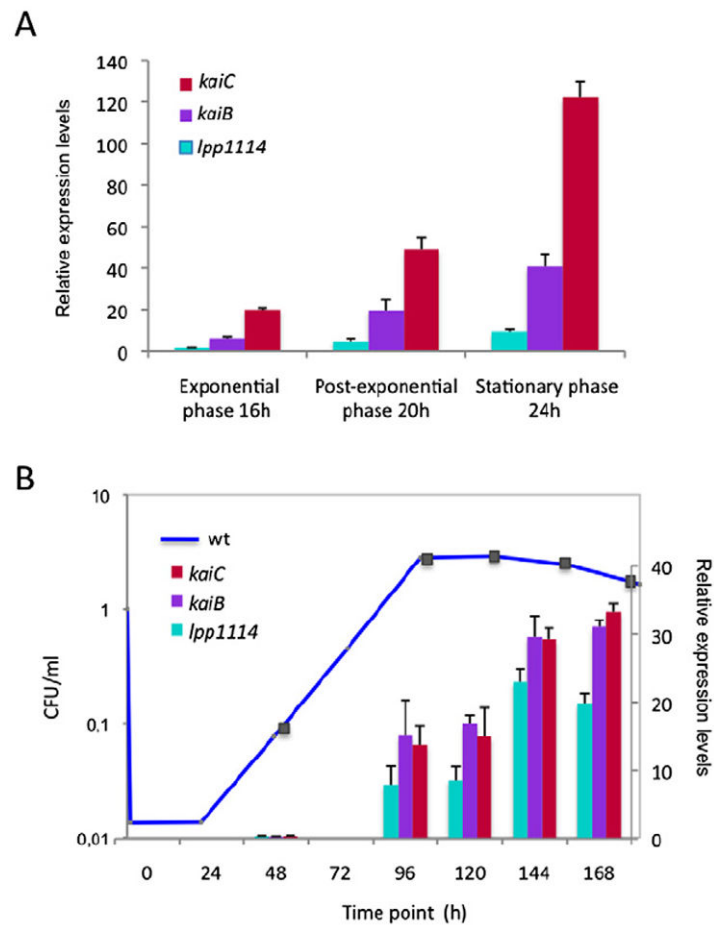 A
Relative expression levels
140
120
100
80
60
40
20
0
kaiC
kaiB
lpp1114
Exponential
phase 16h
Post-exponential
phase 20h
Stationary phase
24h
B
CFU/ml
10
1
0,1
0,01
wt
kaiC
kaiB
lpp1114
40
30
20
10
0
Relative expression
levels
0 24 48 72 96 120 144 168
Time point (h)